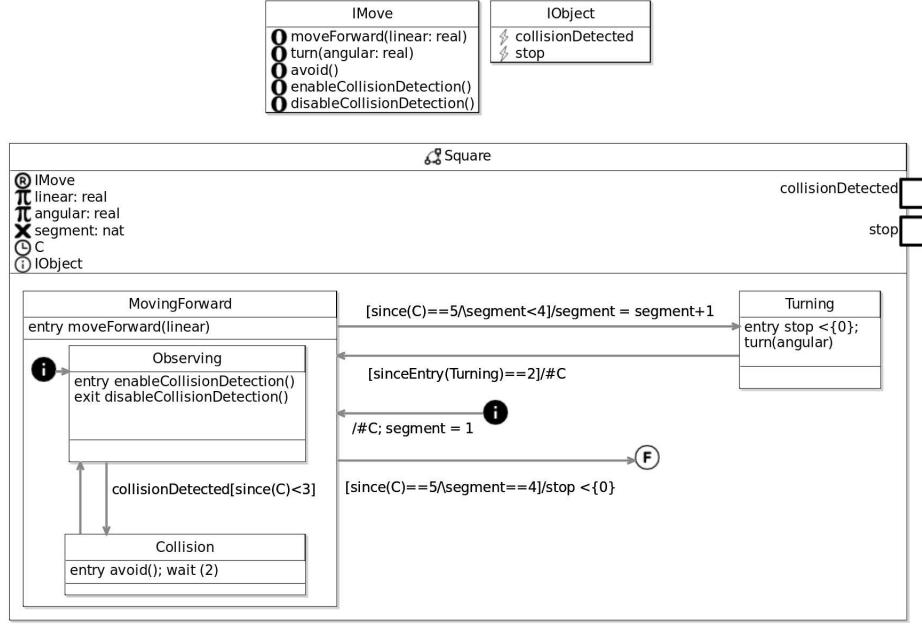 IMove
moveForward(linear: real)
turn(angular: real)
avoid()
enableCollisionDetection()
disableCollisionDetection()
IObject
collisionDetected
stop
Square
R IMove
π linear: real
π angular: real
X segment: nat
C
i IObject
collisionDetected
stop
MovingForward
entry moveForward(linear)
i
Observing
entry enableCollisionDetection()
exit disableCollisionDetection()
collisionDetected[since(C)<3]
Collision
entry avoid(); wait (2)
[since(C)==5/\segment<4]/segment = segment+1
Turning
entry stop <{0};
turn(angular)
[sinceEntry(Turning)==2]/#C
i
/#C; segment = 1
F
[since(C)==5/\segment==4]/stop <{0}